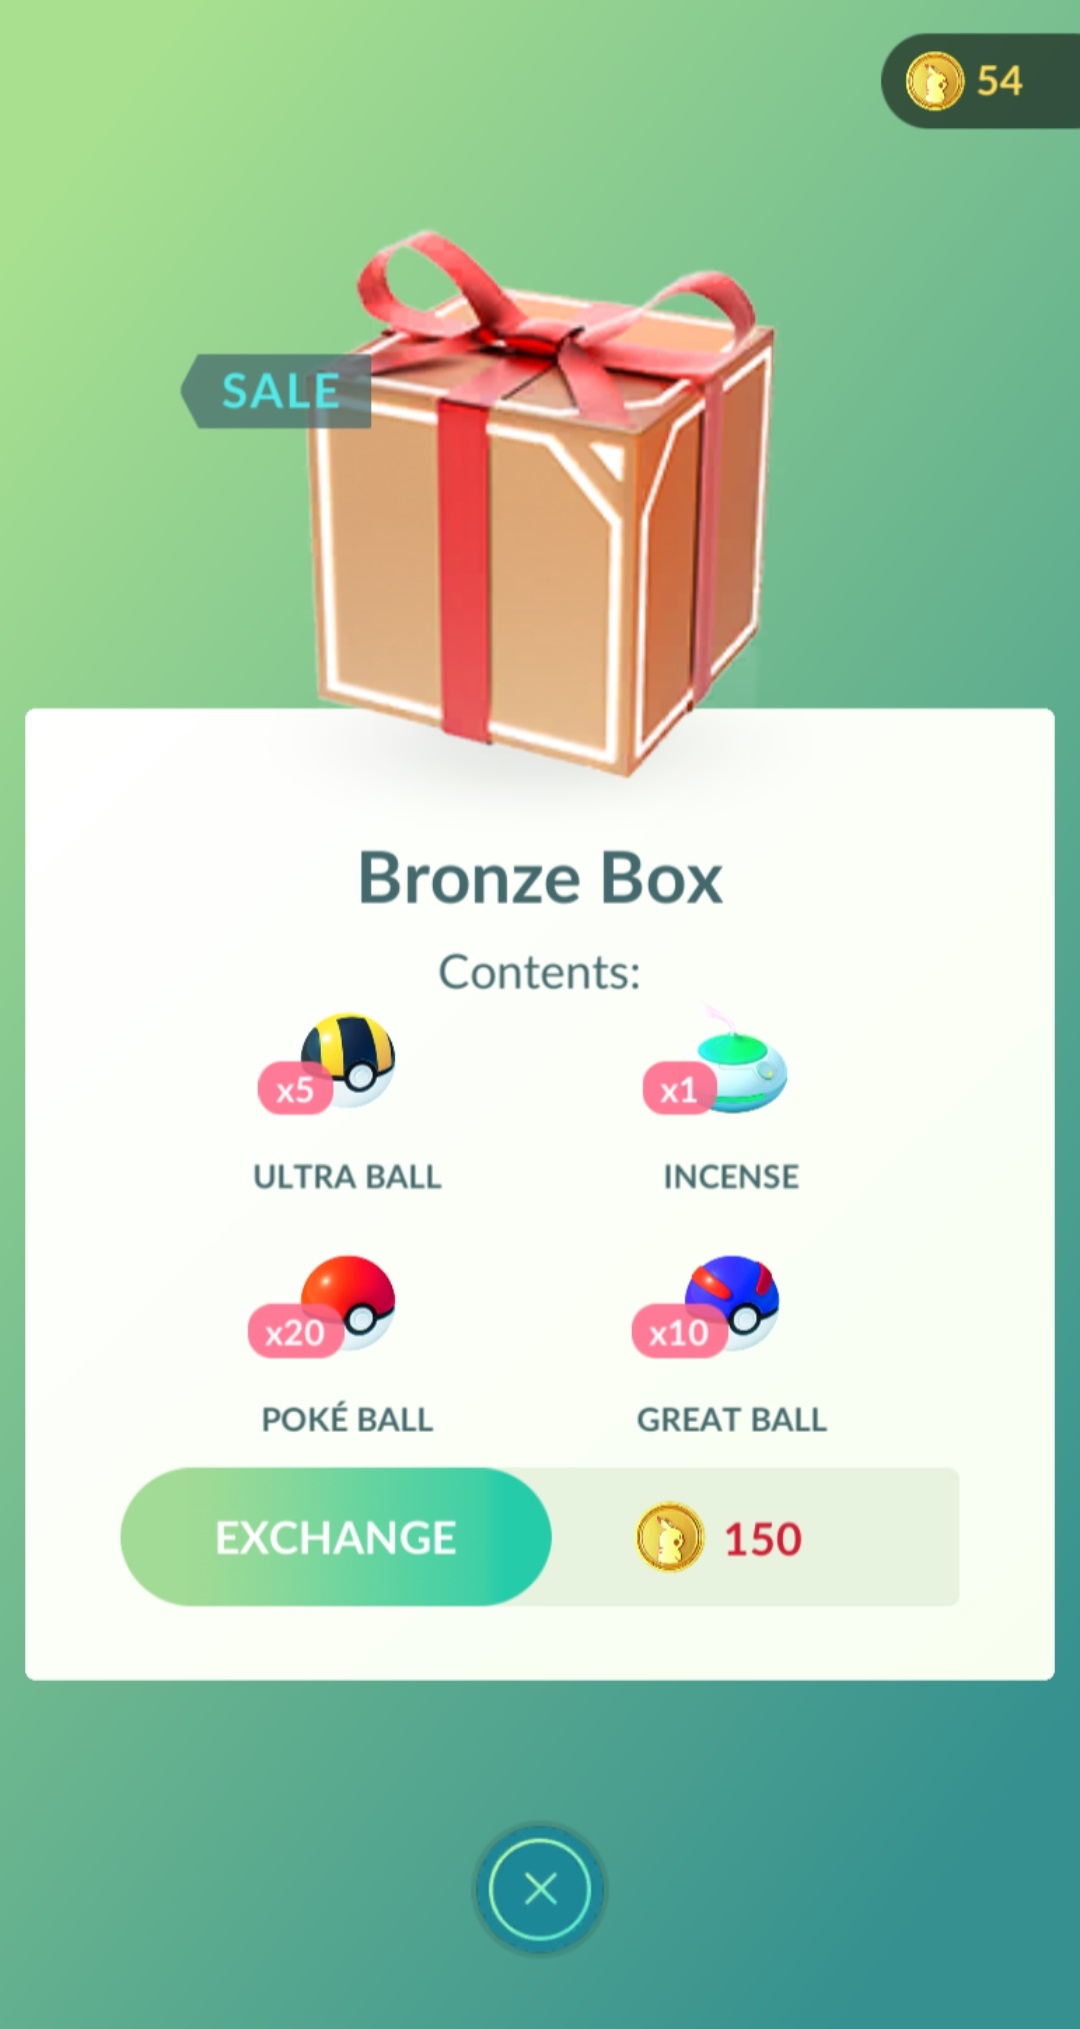 54
SALE
Bronze Box
Contents:
x5
x1
ULTRA BALL
INCENSE
x20
x10
POKÉ BALL
GREAT BALL
EXCHANGE
150